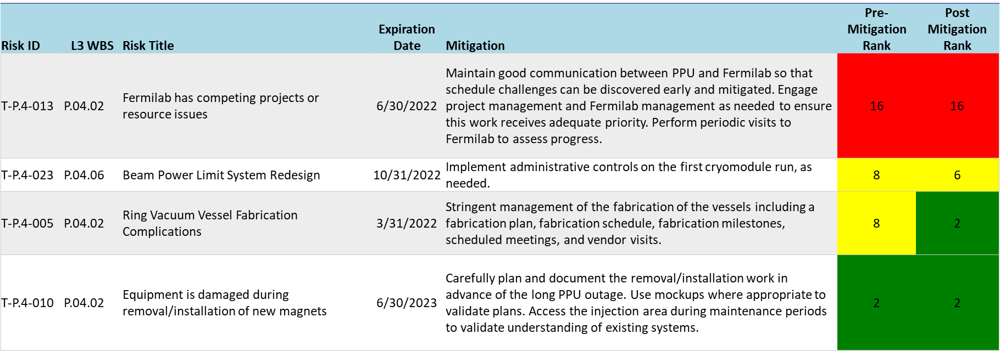 Risk ID L3 WBS Risk Title Expiration Date Mitigation Pre-Mitigation Rank Post Mitigation Rank
T-P.4-013 P.04.02 Fermilab has competing projects or
resource issues
6/30/2022
Maintain good communication between PPU and Fermilab so that
schedule challenges can be discovered early and mitigated. Engage
project management and Fermilab management as needed to ensure
this work receives adequate priority. Perform periodic visits to
Fermilab to assess progress.
16 16
T-P.4-023 P.04.06 Beam Power Limit System Redesign 10/31/2022
Implement administrative controls on the first cryomodule run, as
needed.
8 6
T-P.4-005 P.04.02 Ring Vacuum Vessel Fabrication
Complications
3/31/2022
Stringent management of the fabrication of the vessels including a
fabrication plan, fabrication schedule, fabrication milestones,
scheduled meetings, and vendor visits.
8 2
T-P.4-010 P.04.02 Equipment is damaged during
removal/installation of new magnets
6/30/2023
Carefully plan and document the removal/installation work in
advance of the long PPU outage. Use mockups where appropriate to
validate plans. Access the injection area during maintenance periods
to validate understanding of existing systems.
2 2